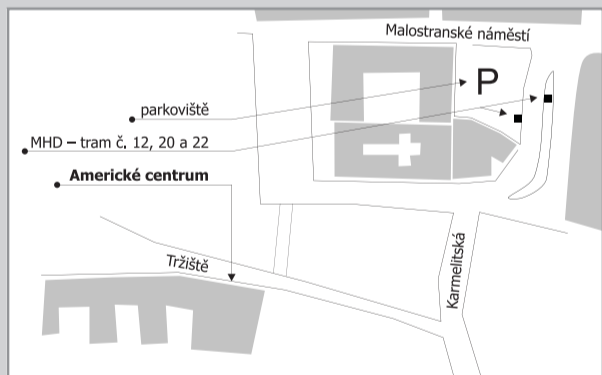 Malostranské náměstí
P
parkoviště
MHD – tram č. 12, 20 a 22
Americké centrum
Tržiště
Karmelitská